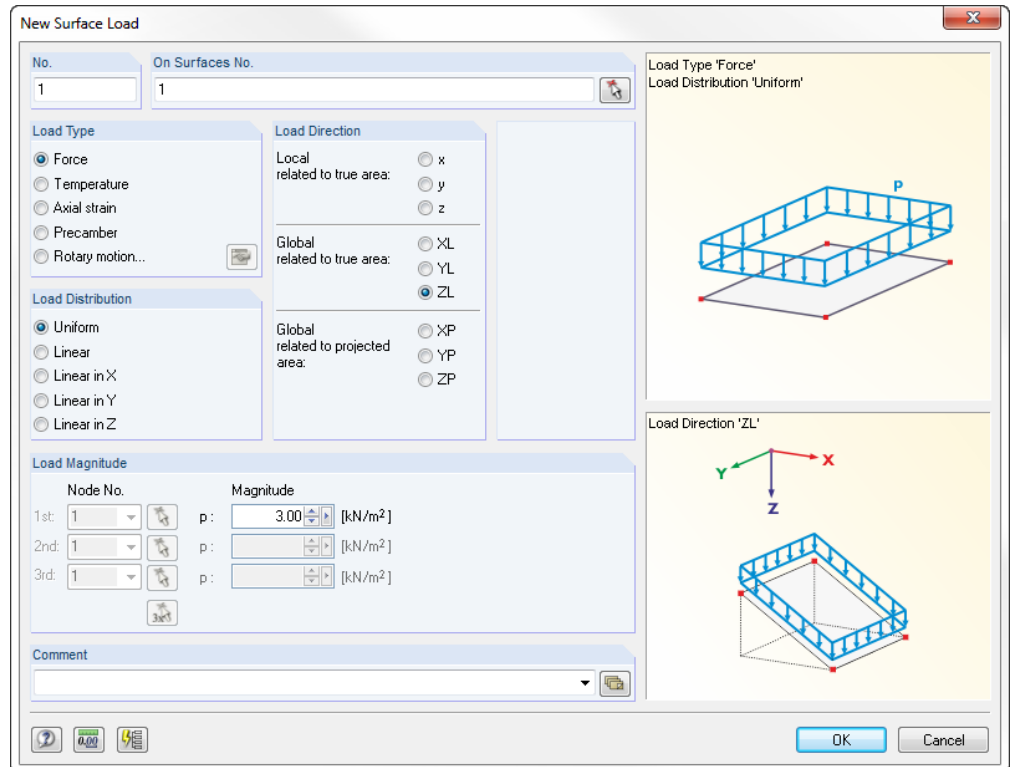 New Surface Load
No.
On Surfaces No.
1
1
Load Type
Force
Temperature
Axial strain
Precamber
Rotary motion...
Load Distribution
Uniform
Linear
Linear in X
Linear in Y
Linear in Z
Load Direction
Local
related to true area:
x
y
z
Global
related to true area:
XL
YL
ZL
Global
related to projected
area:
XP
YP
ZP
Load Magnitude
Node No.
Magnitude
1st: 1 p : 3.00 [kN/m²]
2nd: 1 p : [kN/m²]
3rd: 1 p : [kN/m²]
3x
Comment
0.00
OK
Cancel
Load Type 'Force'
Load Distribution 'Uniform'
p
Load Direction 'ZL'
Y
X
Z